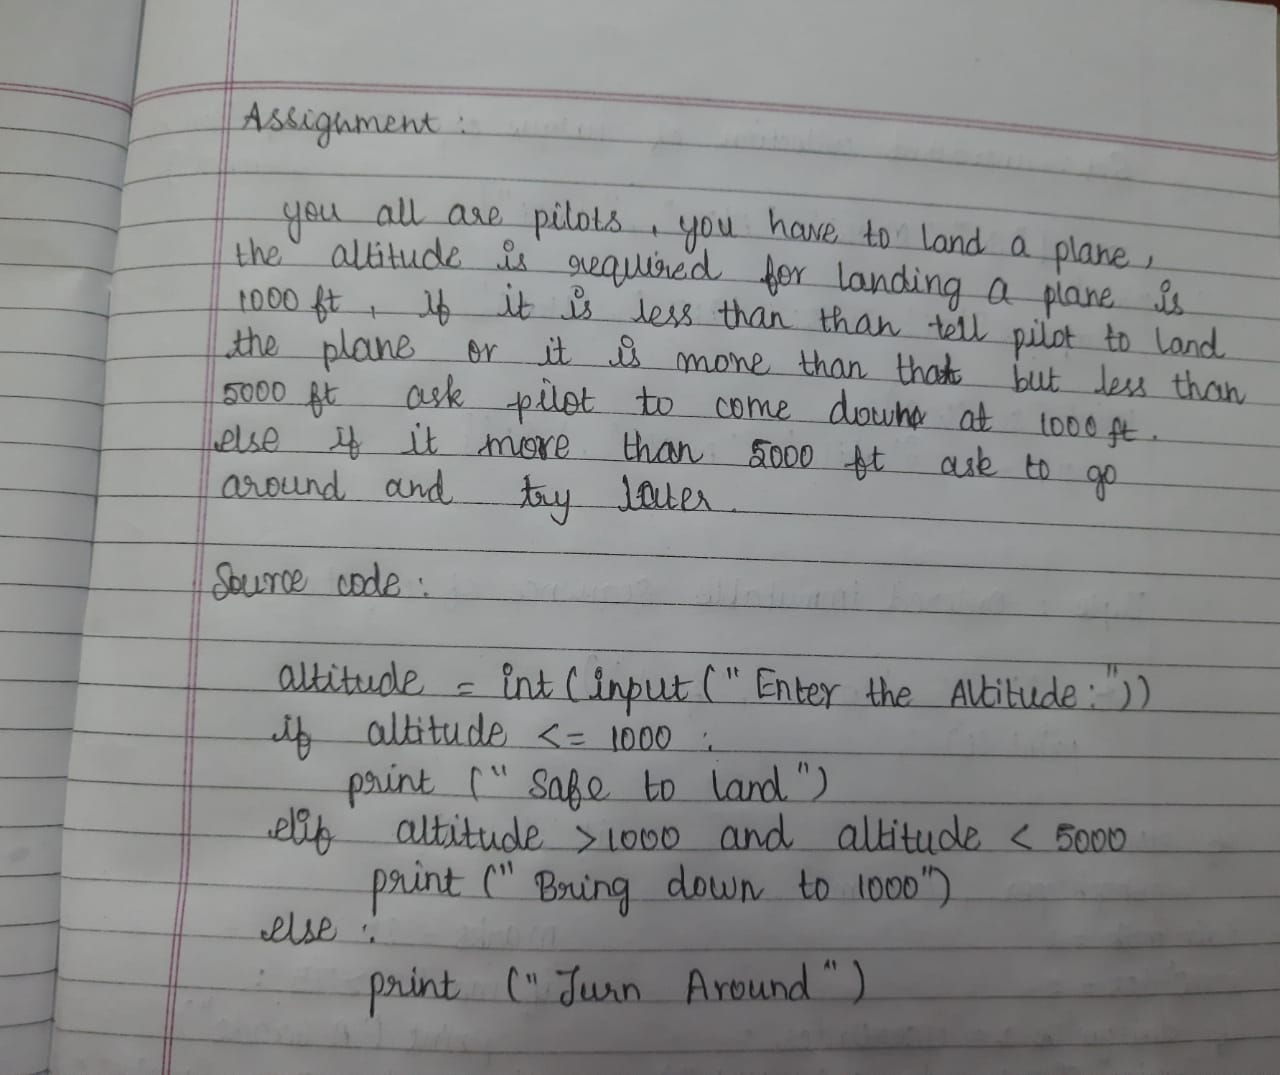 Assignment :
you all are pilots, you have to land a plane,
the altitude is required for landing a plane is
1000 ft, If it is less than than tell pilot to land
the plane or it is more than that but less than
5000 ft ask pilot to come down at 1000 ft.
else if it more than 5000 ft ask to go
around and try later.
Source code :
altitude = int (input (" Enter the Altitude : "))
if altitude <= 1000 :
print (" Safe to land ")
elif altitude >1000 and altitude < 5000
print (" Bring down to 1000 ")
else :
print (" Turn Around ")